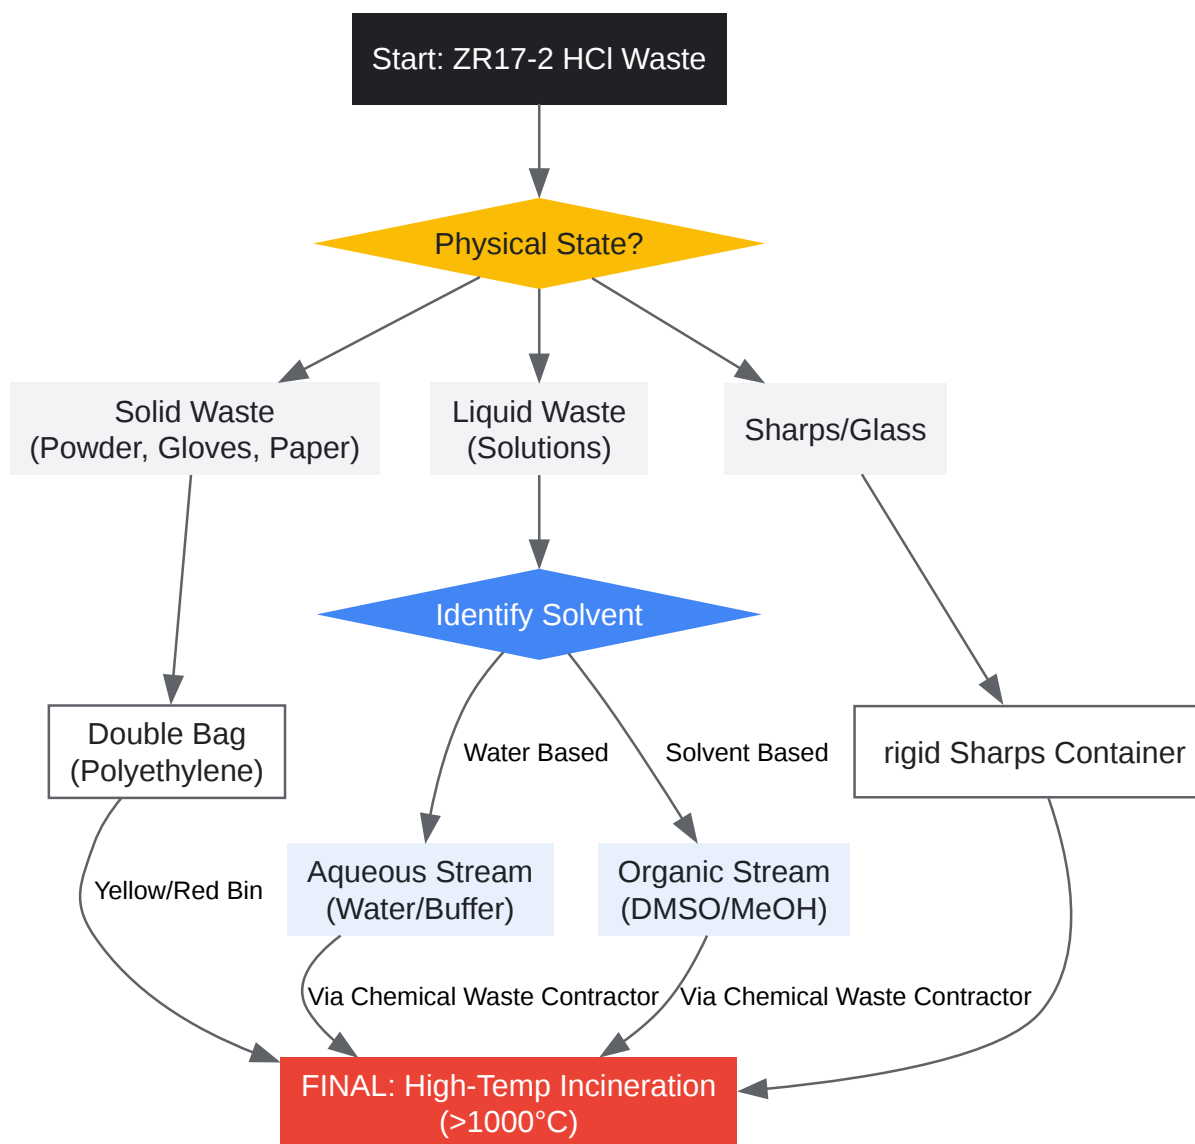 Start: ZR17-2 HCl Waste
Physical State?
Solid Waste
(Powder, Gloves, Paper)
Liquid Waste
(Solutions)
Sharps/Glass
Identify Solvent
Double Bag
(Polyethylene)
Water Based
Solvent Based
rigid Sharps Container
Yellow/Red Bin
Aqueous Stream
(Water/Buffer)
Organic Stream
(DMSO/MeOH)
Via Chemical Waste Contractor
Via Chemical Waste Contractor
FINAL: High-Temp Incineration
(>1000°C)